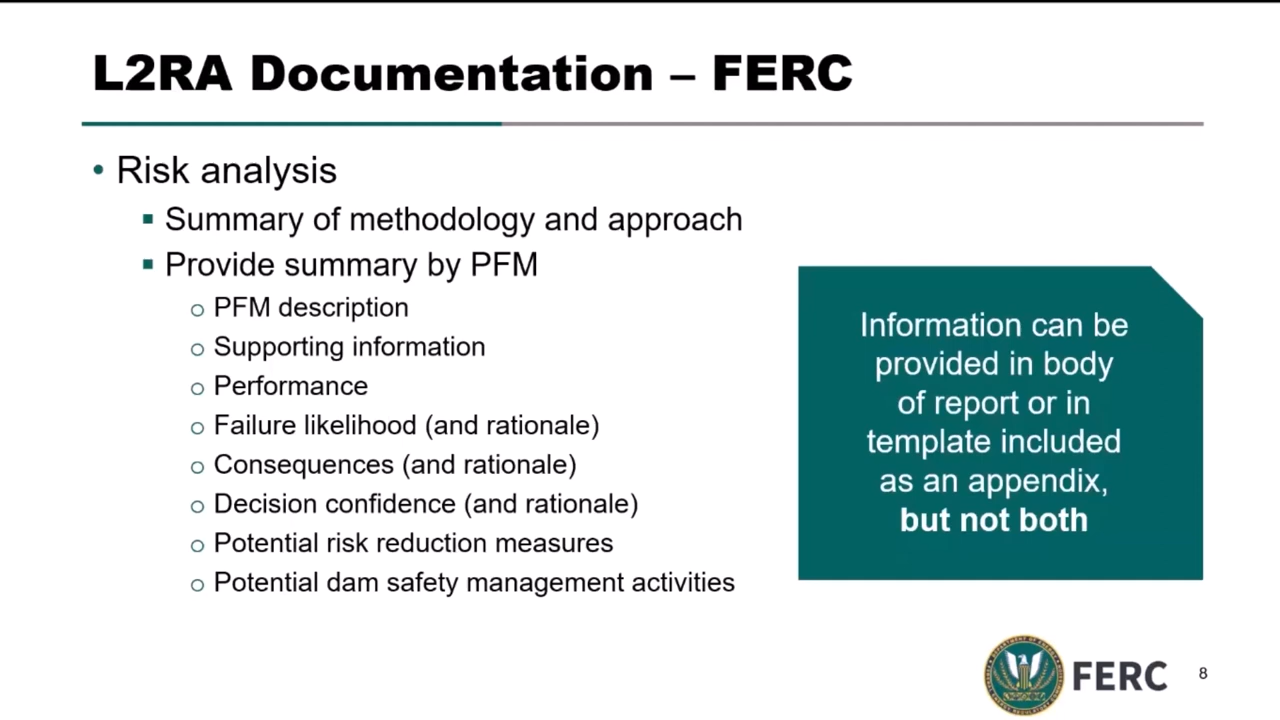 L2RA Documentation – FERC
• Risk analysis
▪ Summary of methodology and approach
▪ Provide summary by PFM
o PFM description
o Supporting information
o Performance
o Failure likelihood (and rationale)
o Consequences (and rationale)
o Decision confidence (and rationale)
o Potential risk reduction measures
o Potential dam safety management activities
Information can be
provided in body
of report or in
template included
as an appendix,
but not both
FERC
8